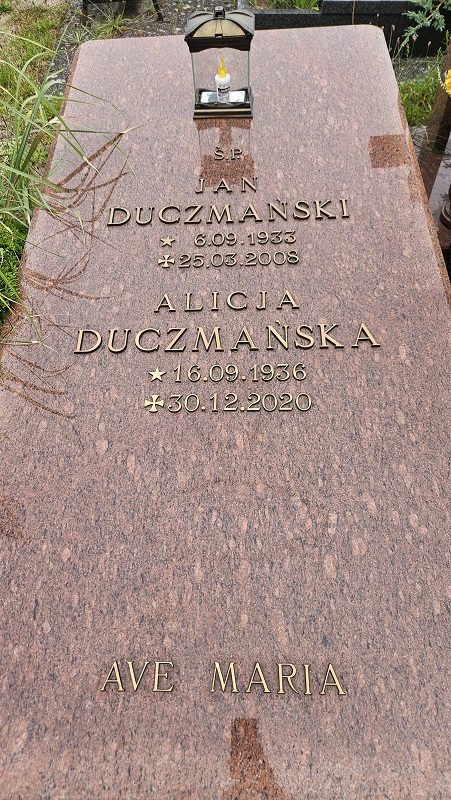 Ś.P.
JAN
DUCZMAŃSKI
★ 6.09.1933
✠ 25.03.2008
ALICJA
DUCZMAŃSKA
★ 16.09.1936
✠ 30.12.2020
AVE MARIA